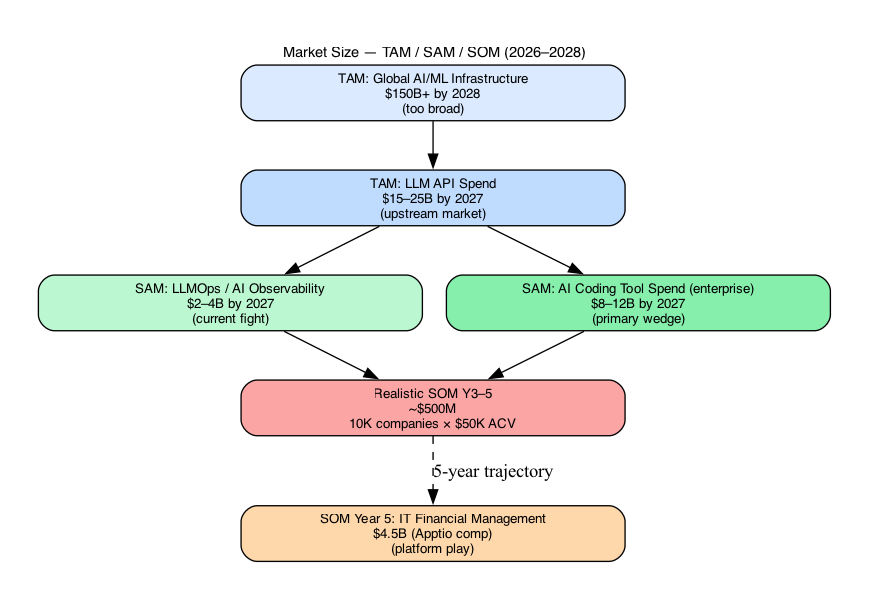 Market Size — TAM / SAM / SOM (2026–2028)
TAM: Global AI/ML Infrastructure
$150B+ by 2028
(too broad)
TAM: LLM API Spend
$15–25B by 2027
(upstream market)
SAM: LLMOps / AI Observability
$2–4B by 2027
(current fight)
SAM: AI Coding Tool Spend (enterprise)
$8–12B by 2027
(primary wedge)
Realistic SOM Y3–5
~$500M
10K companies × $50K ACV
5-year trajectory
SOM Year 5: IT Financial Management
$4.5B (Apptio comp)
(platform play)